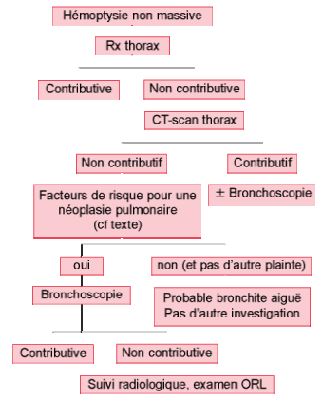 Hémoptysie non massive
Rx thorax
Contributive
Non contributive
CT-scan thorax
Non contributif
Contributif
Facteurs de risque pour une
néoplasie pulmonaire
(cf texte)
± Bronchoscopie
oui
non (et pas d'autre plainte)
Bronchoscopie
Probable bronchite aiguë
Pas d'autre investigation
Contributive
Non contributive
Suivi radiologique, examen ORL